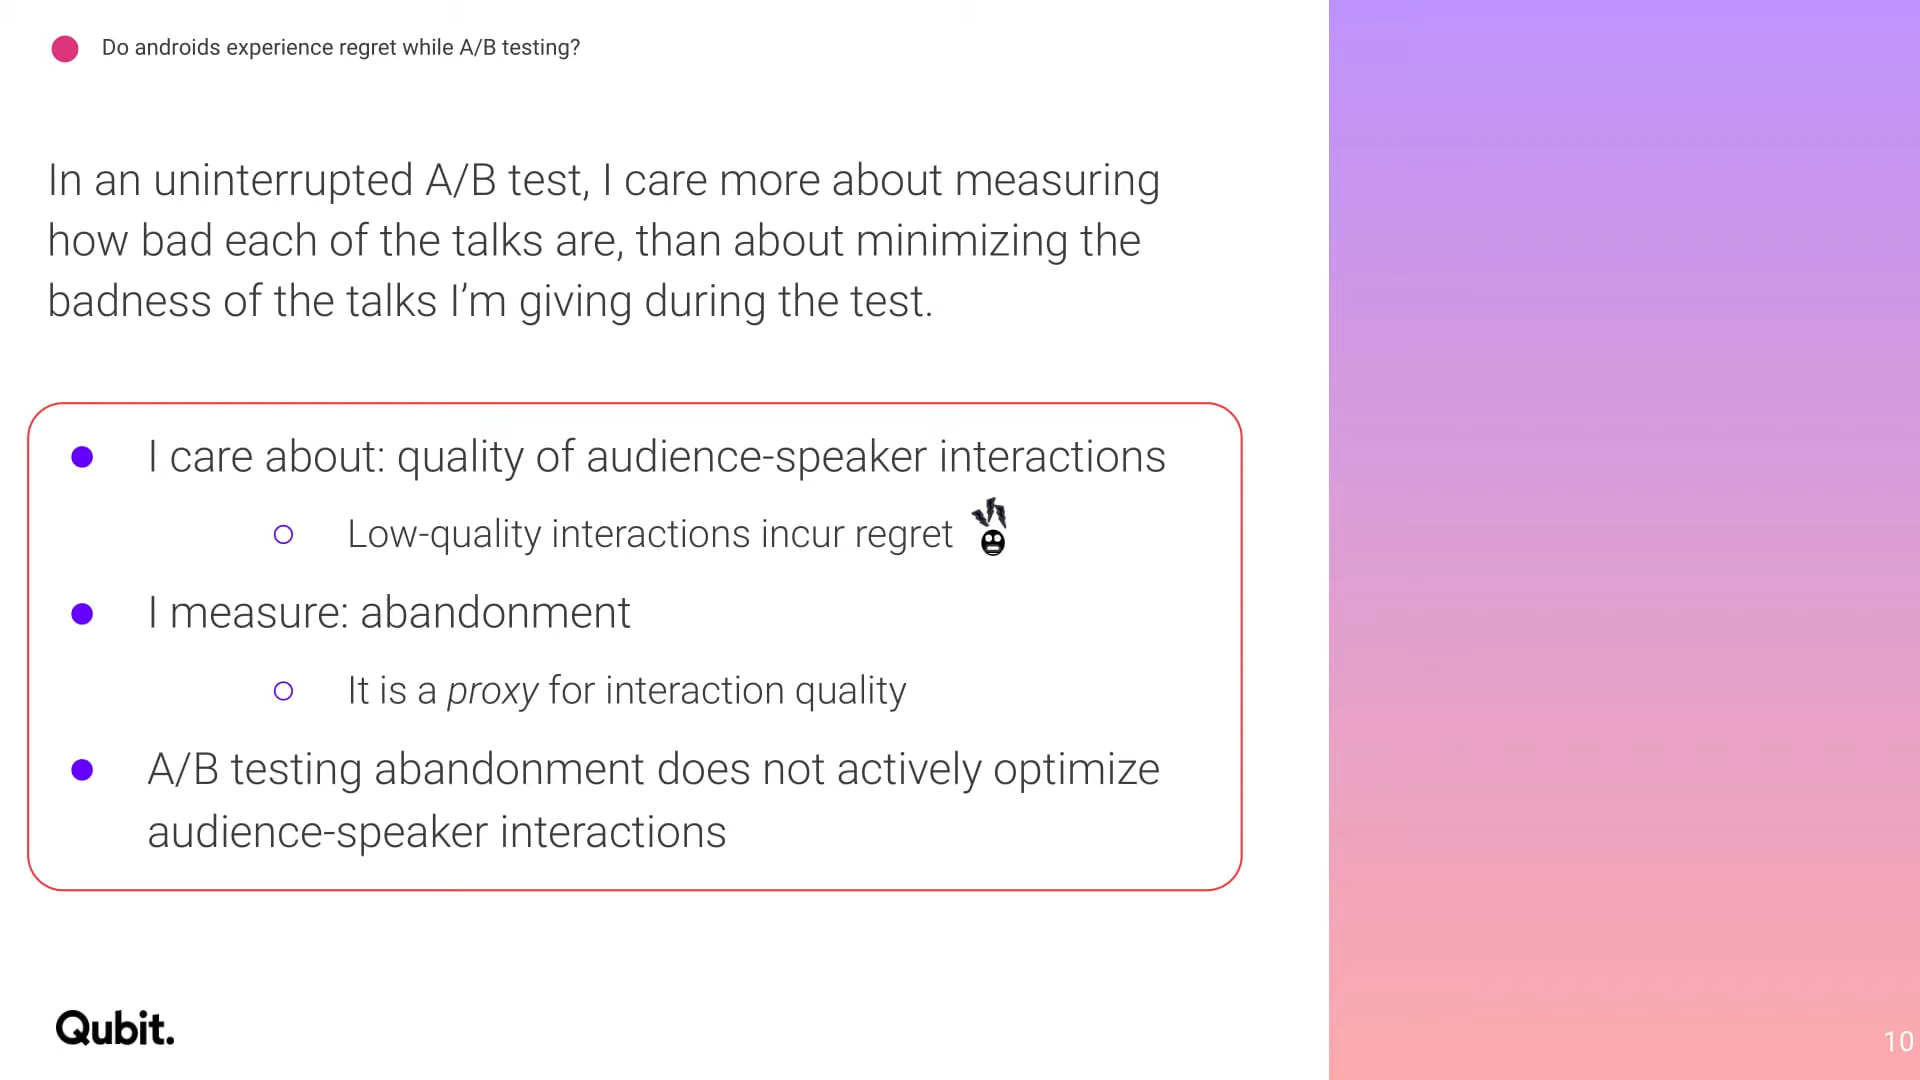 Do androids experience regret while A/B testing?
In an uninterrupted A/B test, I care more about measuring
how bad each of the talks are, than about minimizing the
badness of the talks I’m giving during the test.
● I care about: quality of audience-speaker interactions
○ Low-quality interactions incur regret
● I measure: abandonment
○ It is a proxy for interaction quality
● A/B testing abandonment does not actively optimize
audience-speaker interactions
Qubit.
10